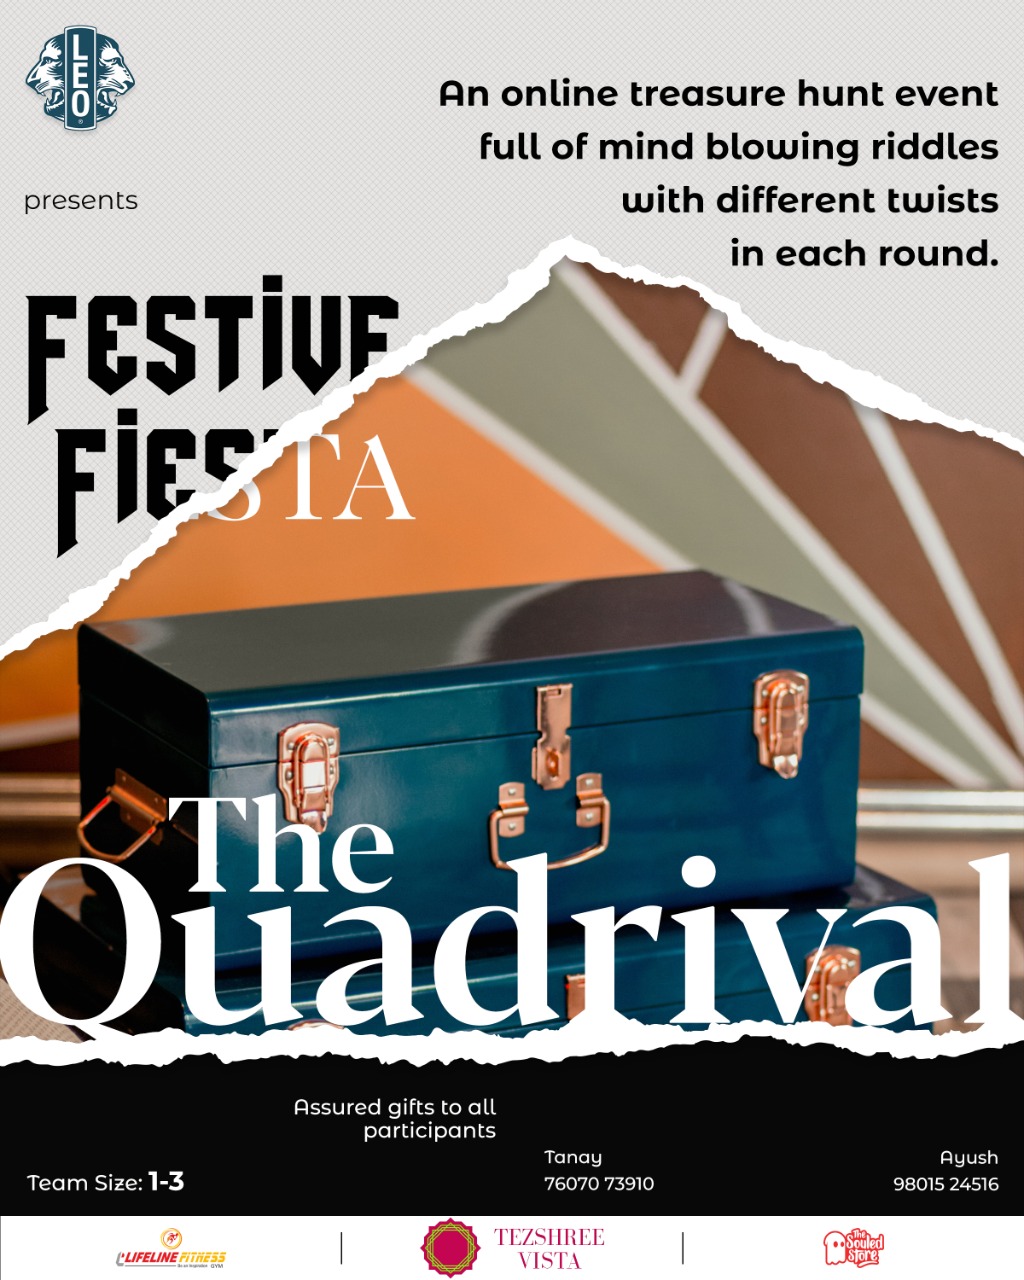 LEO
presents
An online treasure hunt event
full of mind blowing riddles
with different twists
in each round.
FESTIVE
FIESTA
The
Quadrival
Assured gifts to all
participants
Team Size: 1-3
Tanay
76070 73910
Ayush
98015 24516
LIFELINE FITNESS
GYM
TEZSHREE
VISTA
The
Souled
Store